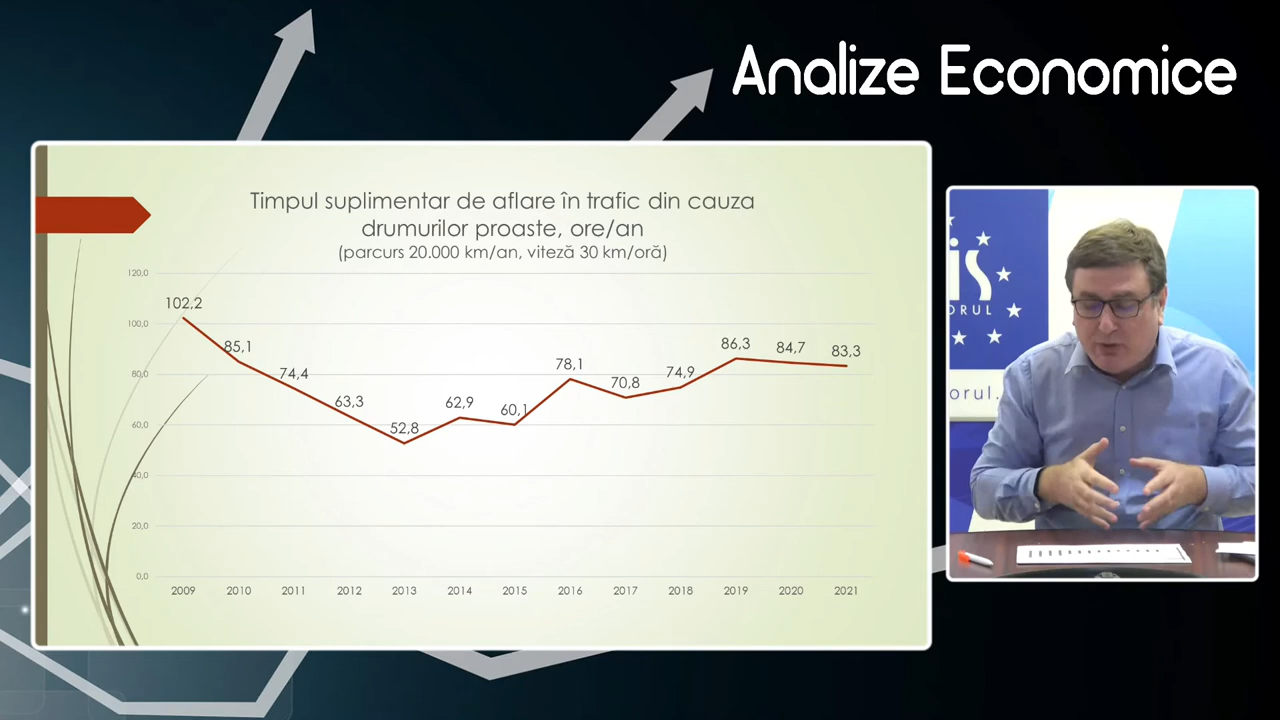 Analize Economice
Timpul suplimentar de aflare în trafic din cauza
drumurilor proaste, ore/an
(parcurs 20.000 km/an, viteză 30 km/oră)
120,0
100,0
80,0
60,0
40,0
20,0
0,0
102,2
85,1
74,4
63,3
52,8
62,9
60,1
78,1
70,8
74,9
86,3
84,7
83,3
2009 2010 2011 2012 2013 2014 2015 2016 2017 2018 2019 2020 2021
is
ORUL
orul.